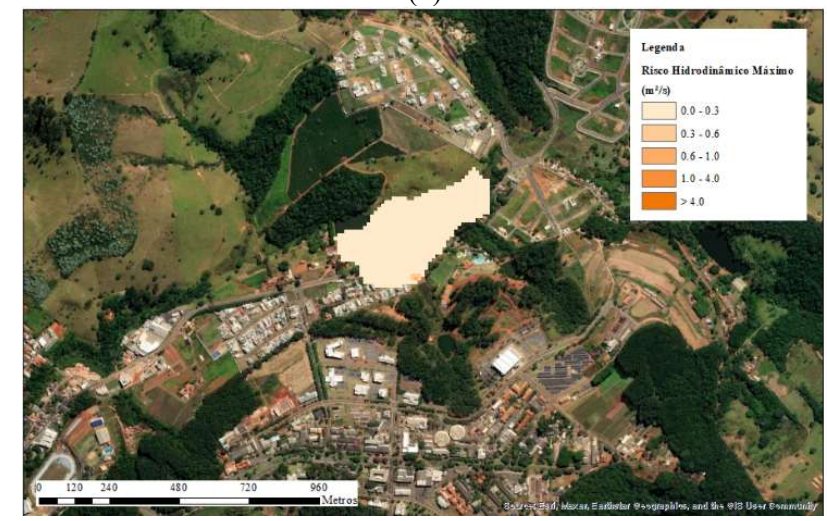 Legenda
Risco Hidrodinâmico Máximo
(m²/s)
0.0 - 0.3
0.3 - 0.6
0.6 - 1.0
1.0 - 4.0
> 4.0
0 120 240 480 720 960
Metros
Source: Esri, Maxar, Earthstar Geographics, and the GIS User Community